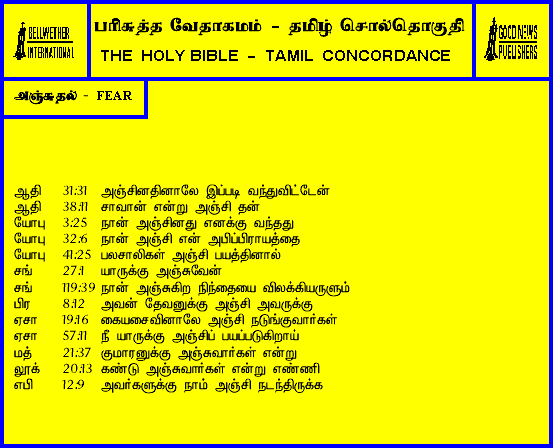 BELLWETHER
INTERNATIONAL
பரிசுத்த வேதாகமம் - தமிழ் சொல்தொகுதி
THE HOLY BIBLE - TAMIL CONCORDANCE
GOOD NEWS
PUBLISHERS
அஞ்சுதல் - FEAR
ஆதி 31:31 அஞ்சினதினாலே இப்படி வந்துவிட்டேன்
ஆதி 38:11 சாவான் என்று அஞ்சி தன்
யோபு 3:25 நான் அஞ்சினது எனக்கு வந்தது
யோபு 32:6 நான் அஞ்சி என் அபிப்பிராயத்தை
யோபு 41:25 பலசாலிகள் அஞ்சி பயத்தினால்
சங் 27:1 யாருக்கு அஞ்சுவேன்
சங் 119:39 நான் அஞ்சுகிற நிந்தையை விலக்கியருளும்
பிர 8:12 அவன் தேவனுக்கு அஞ்சி அவருக்கு
ஏசா 19:16 கையசைவினாலே அஞ்சி நடுங்குவார்கள்
ஏசா 57:11 நீ யாருக்கு அஞ்சிப் பயப்படுகிறாய்
மத் 21:37 குமாரனுக்கு அஞ்சுவார்கள் என்று
லூக் 20:13 கண்டு அஞ்சுவார்கள் என்று எண்ணி
எபி 12:9 அவர்களுக்கு நாம் அஞ்சி நடந்திருக்க